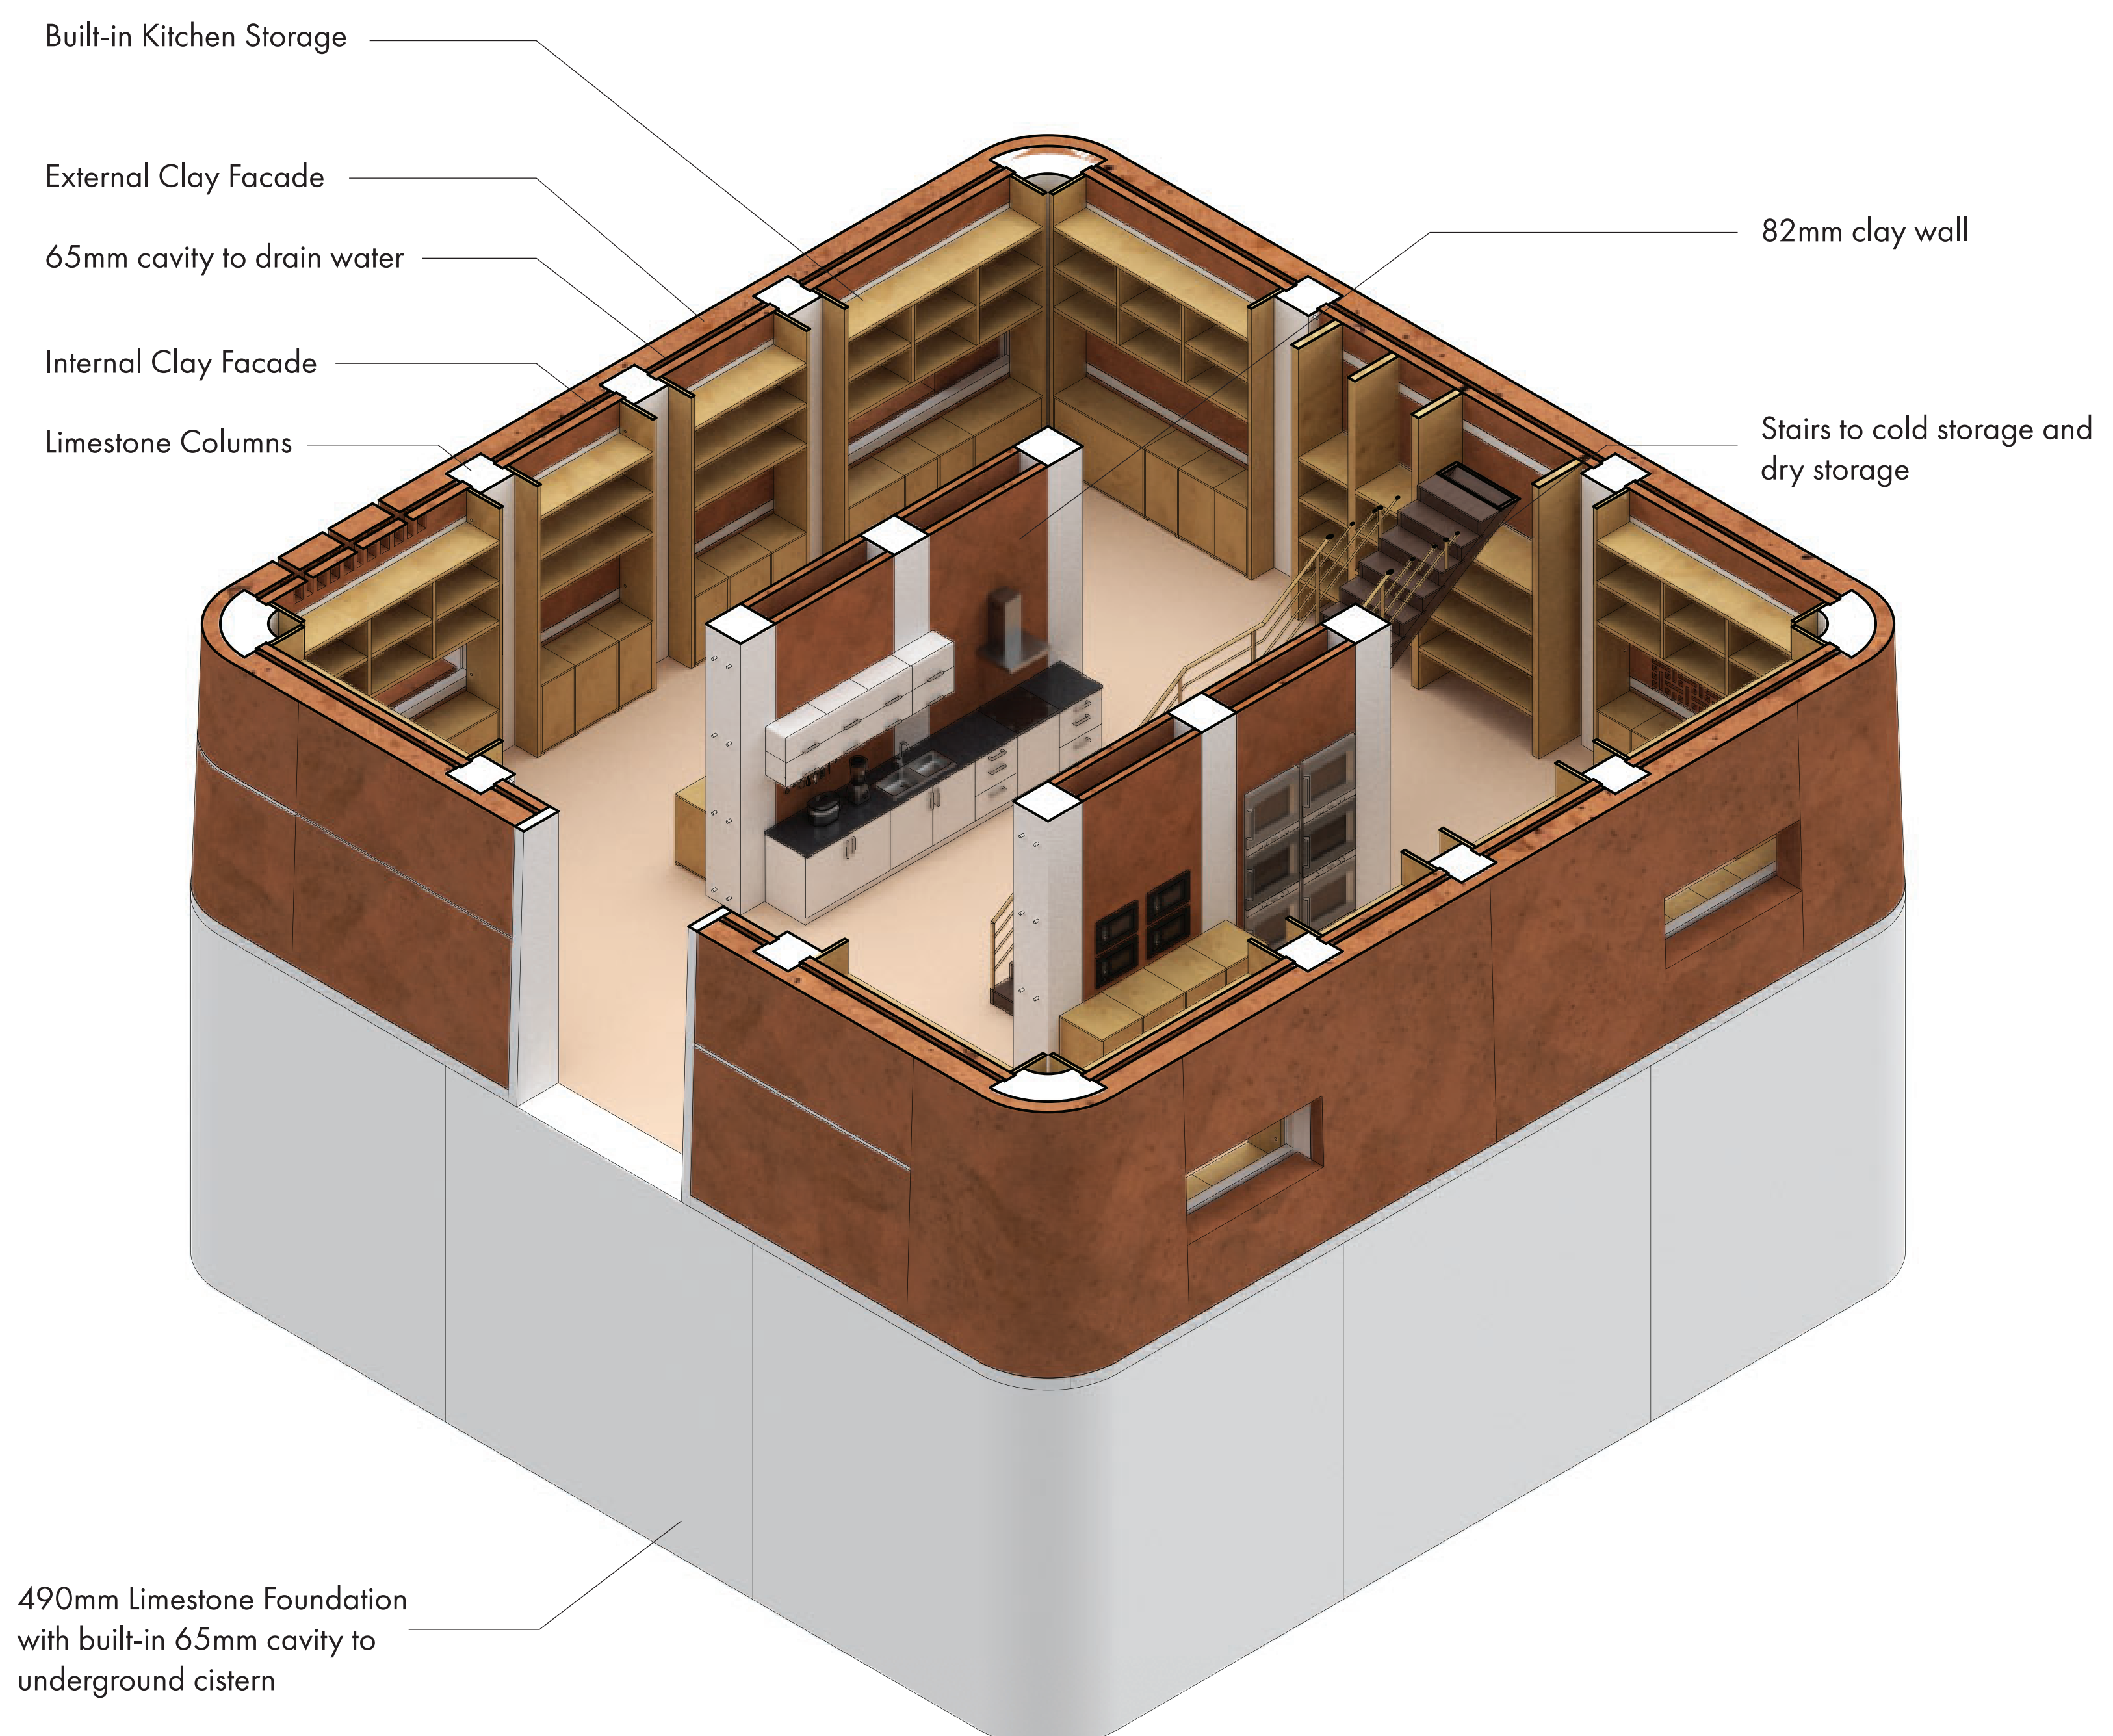 Built-in Kitchen Storage
External Clay Facade
65mm cavity to drain water
Internal Clay Facade
Limestone Columns
82mm clay wall
Stairs to cold storage and
dry storage
490mm Limestone Foundation
with built-in 65mm cavity to
underground cistern